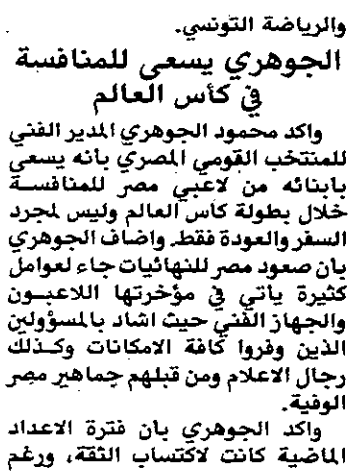 والرياضة التونسي.
الجوهري يسعى للمنافسة
في كأس العالم
واكد محمود الجوهري المدير الفني
للمنتخب القومي المصري بانه يسعى
بابنائه من لاعبي مصر للمنافسة
خلال بطولة كاس العالم وليس لمجرد
السفر والعودة فقط. واضاف الجوهري
بان صعود مصر للنهائيات جاء لعوامل
كثيرة ياتي في مؤخرتها اللاعبون
والجهاز الفني حيث اشاد بالمسؤولين
الذين وفروا كافة الامكانات وكذلك
رجال الاعلام ومن قبلهم جماهير مصر
الوفية.
واكد الجوهري بان فترة الاعداد
الماضية كانت لاكتساب الثقة، ورغم